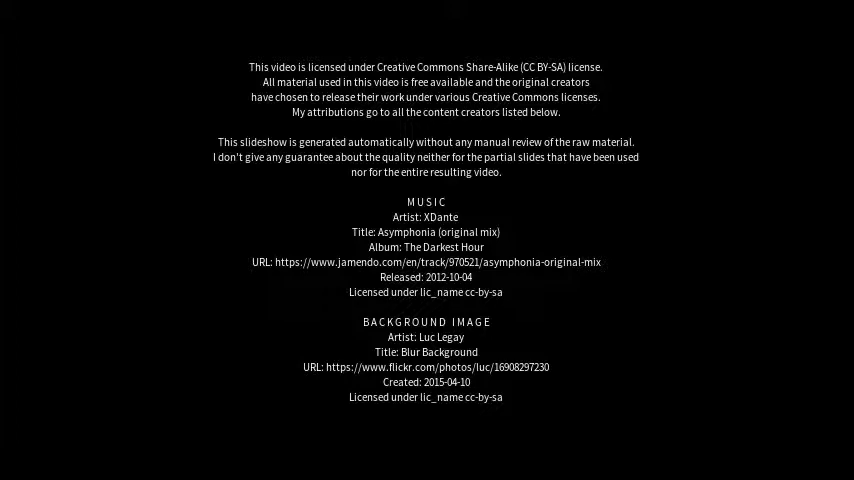 This video is licensed under Creative Commons Share-Alike (CC BY-SA) license.
All material used in this video is free available and the original creators
have chosen to release their work under various Creative Commons licenses.
My attributions go to all the content creators listed below.
This slideshow is generated automatically without any manual review of the raw material.
I don't give any guarantee about the quality neither for the partial slides that have been used
nor for the entire resulting video.
M U S I C
Artist: XDante
Title: Asymphonia (original mix)
Album: The Darkest Hour
URL: https://www.jamendo.com/en/track/970521/asymphonia-original-mix
Released: 2012-10-04
Licensed under lic_name cc-by-sa
B A C K G R O U N D   I M A G E
Artist: Luc Legay
Title: Blur Background
URL: https://www.flickr.com/photos/luc/16908297230
Created: 2015-04-10
Licensed under lic_name cc-by-sa